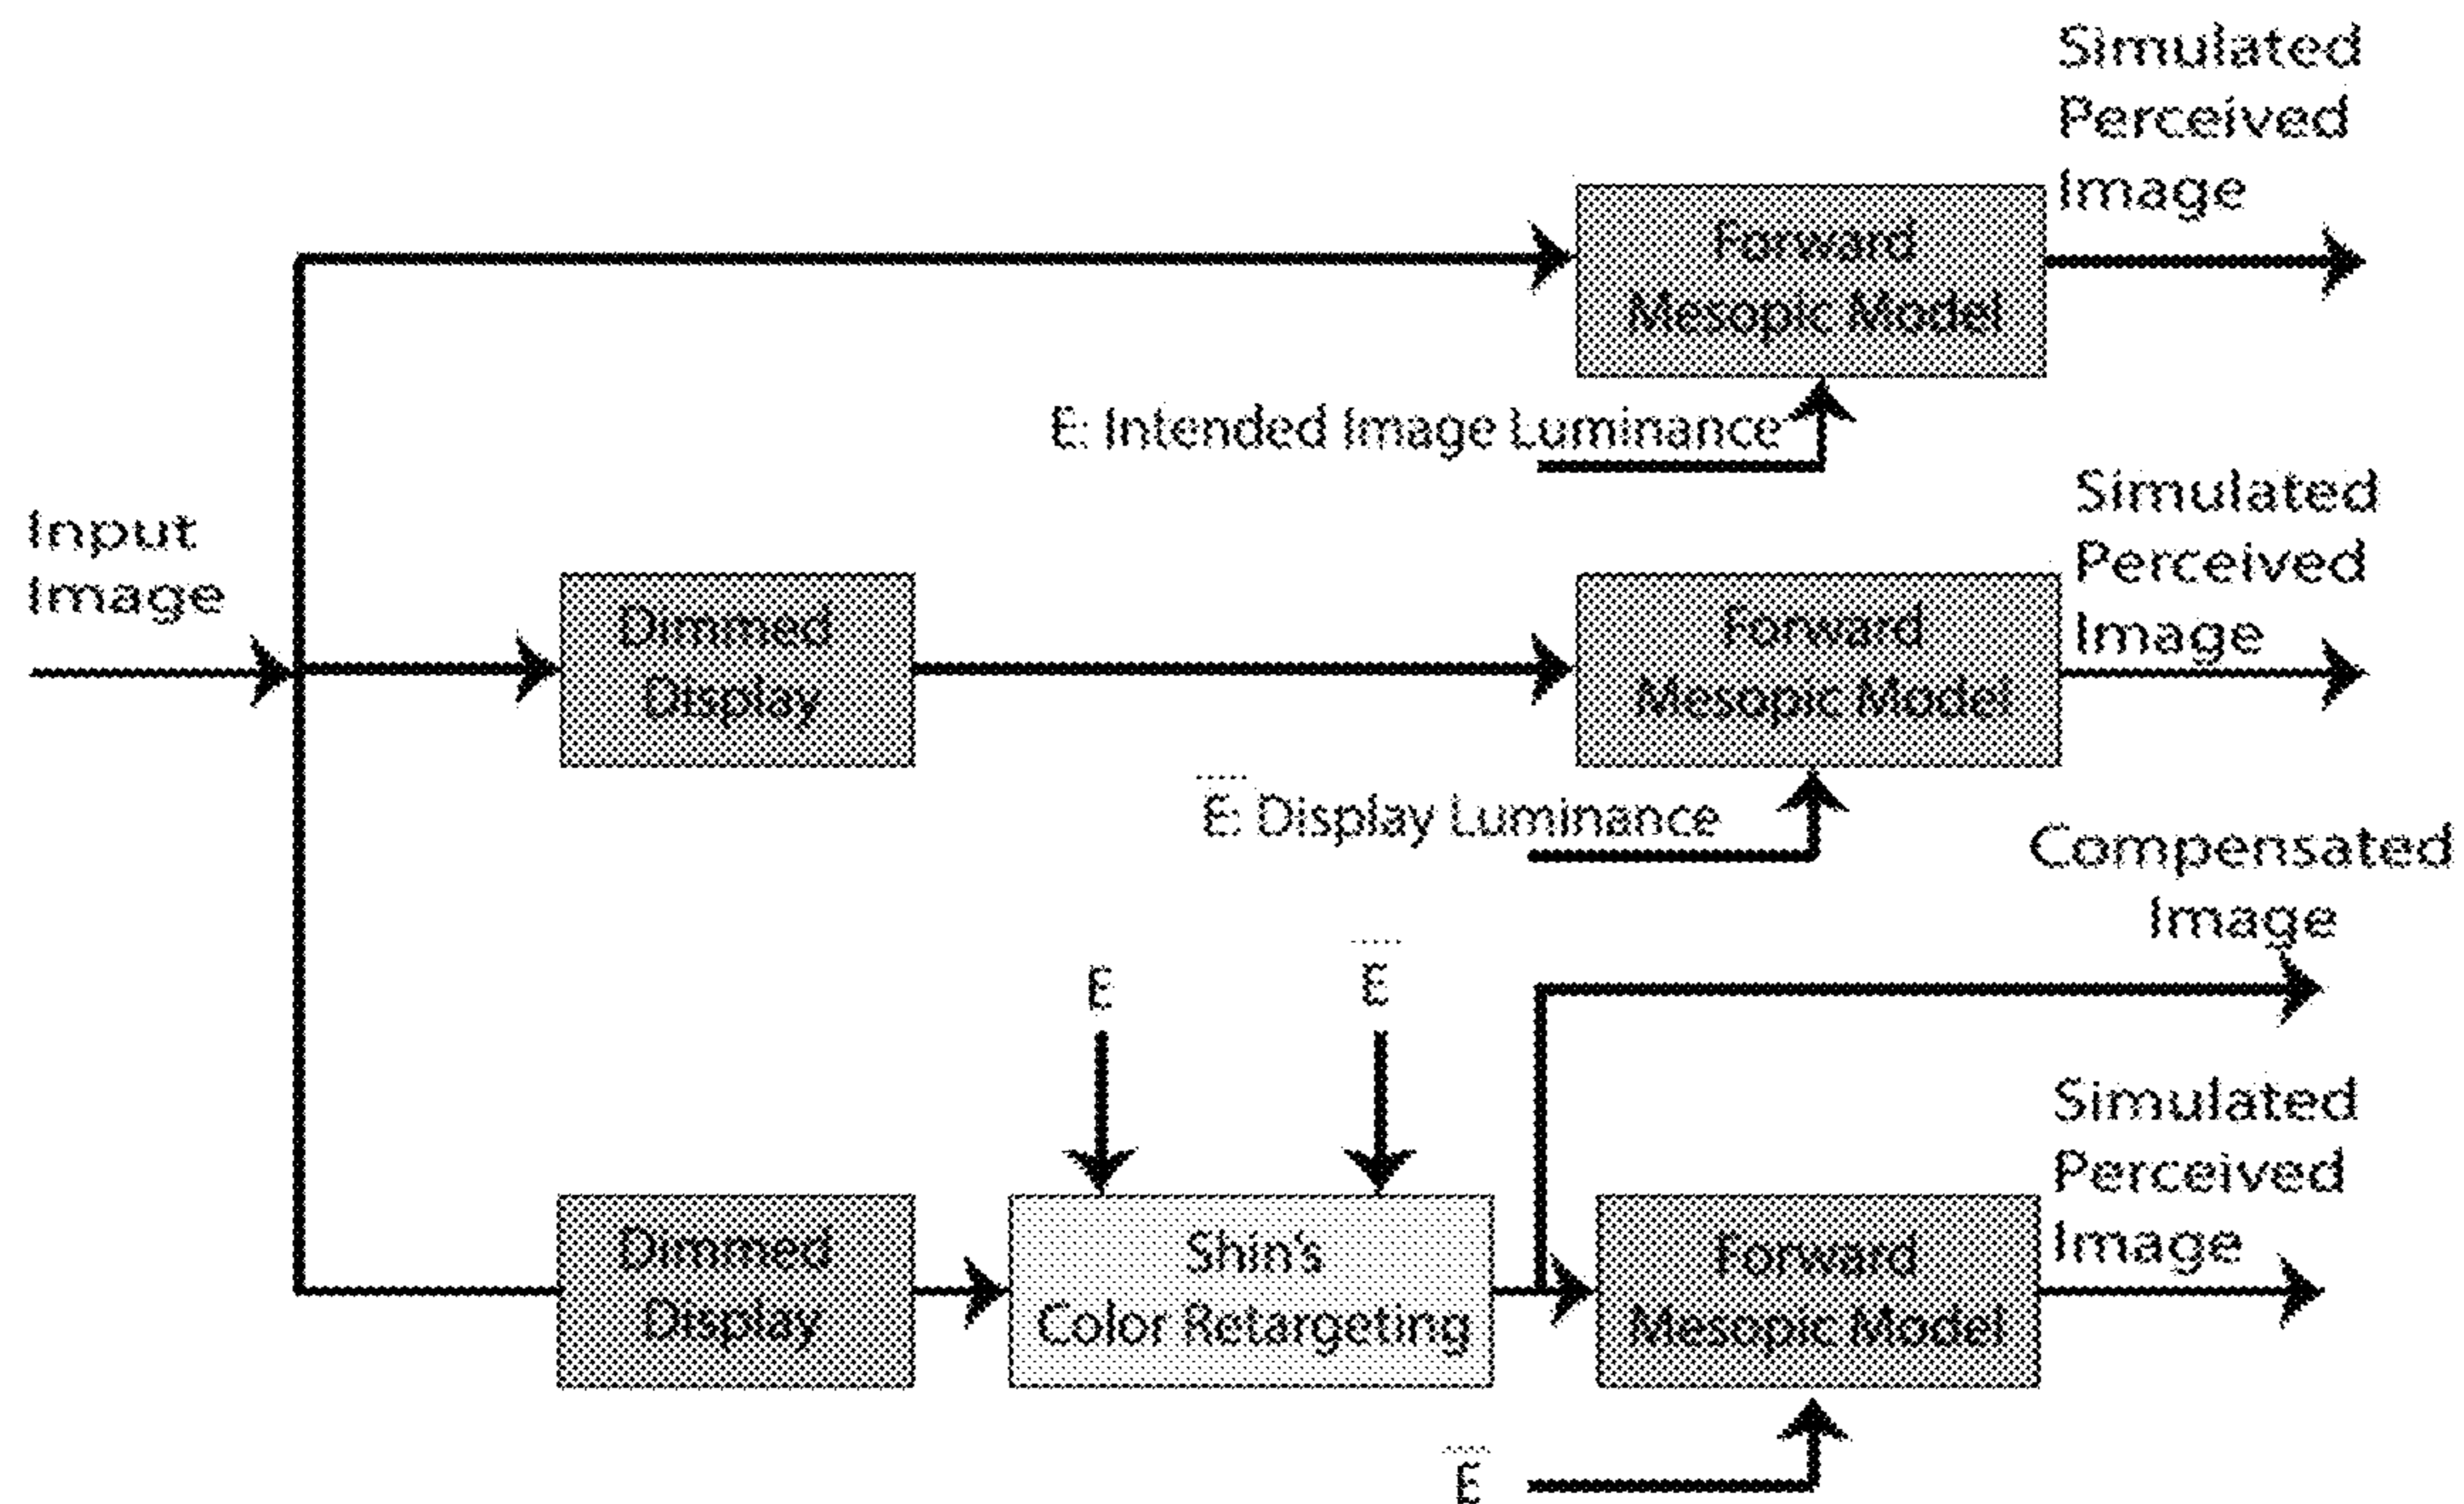 Simulated
Perceived
Image
Forward
Mesopic Model
E: Intended Image Luminance
Input
Image
Dimmed
Display
Forward
Mesopic Model
Simulated
Perceived
Image
E̅: Display Luminance
Compensated
Image
E
E̅
Dimmed
Display
Shin's
Color Retargeting
Forward
Mesopic Model
Simulated
Perceived
Image
E̅